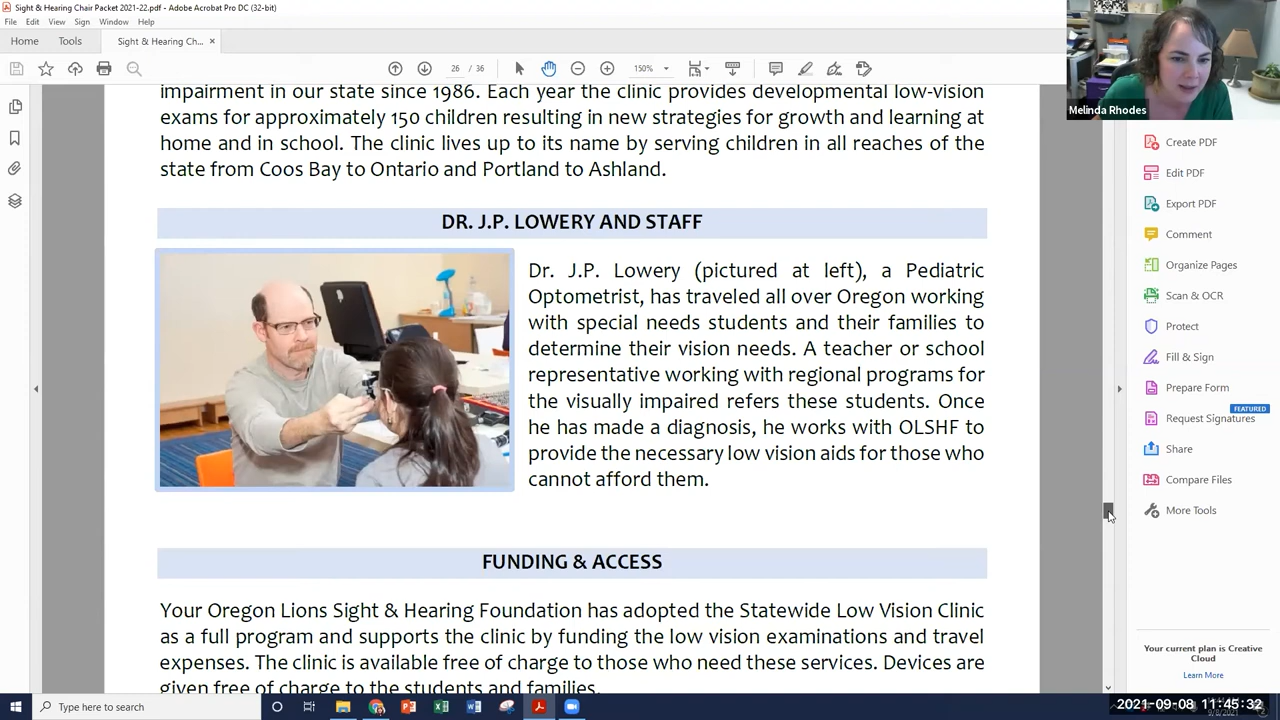 Sight & Hearing Chair Packet 2021-22.pdf - Adobe Acrobat Pro DC (32-bit)
File Edit View Sign Window Help
Home Tools Sight & Hearing Ch... ×
26 / 36 150%
Melinda Rhodes
impairment in our state since 1986. Each year the clinic provides developmental low-vision
exams for approximately children resulting in new strategies for growth and learning at
home and in school. The clinic lives up to its name by serving children in all reaches of the
state from Coos Bay to Ontario and Portland to Ashland.
DR. J.P. LOWERY AND STAFF
Dr. J.P. Lowery (pictured at left), a Pediatric
Optometrist, has traveled all over Oregon working
with special needs students and their families to
determine their vision needs. A teacher or school
representative working with regional programs for
the visually impaired refers these students. Once
he has made a diagnosis, he works with OLSHF to
provide the necessary low vision aids for those who
cannot afford them.
FUNDING & ACCESS
Your Oregon Lions Sight & Hearing Foundation has adopted the Statewide Low Vision Clinic
as a full program and supports the clinic by funding the low vision examinations and travel
expenses. The clinic is available free of charge to those who need these services. Devices are
given free of charge to the students and families.
Create PDF
Edit PDF
Export PDF
Comment
Organize Pages
Scan & OCR
Protect
Fill & Sign
Prepare Form
FEATURED
Request Signatures
Share
Compare Files
More Tools
Your current plan is Creative
Cloud
Learn More
Type here to search
2021-09-08 11:45:32